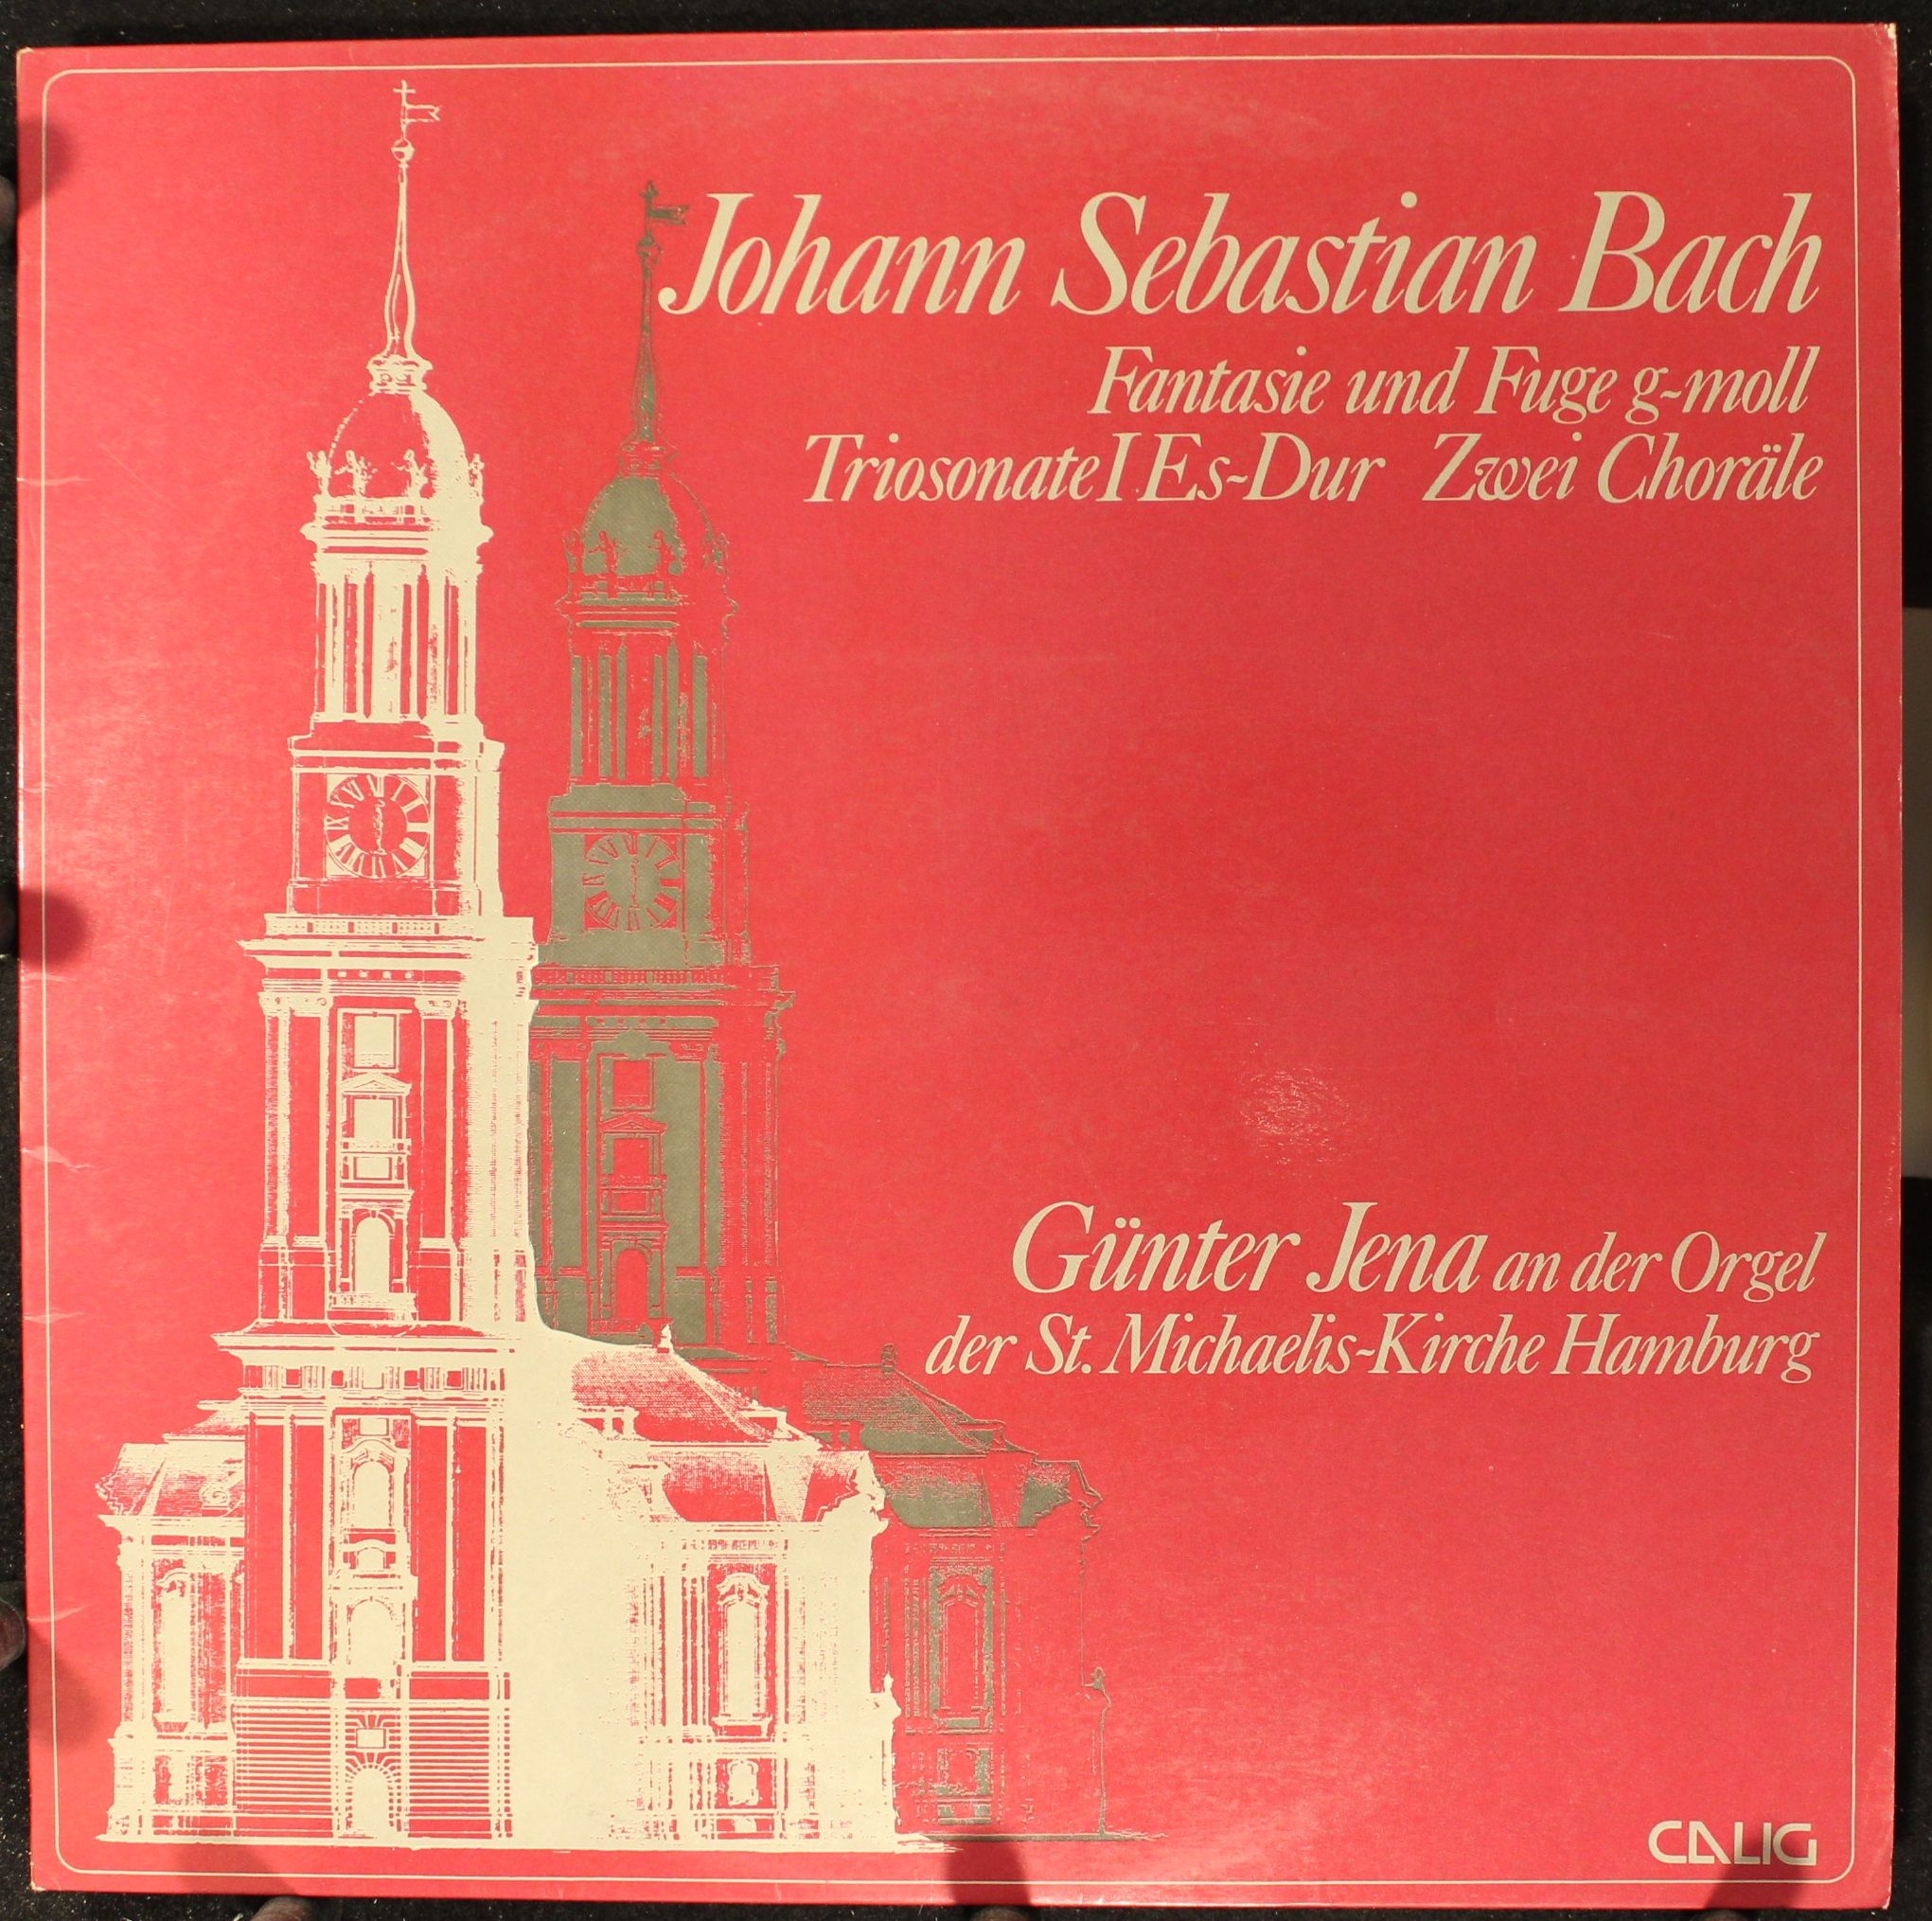 Johann Sebastian Bach
Fantasie und Fuge g-moll
Triosonate I Es-Dur Zwei Choräle
Günter Jena an der Orgel
der St. Michaelis-Kirche Hamburg
CALIG